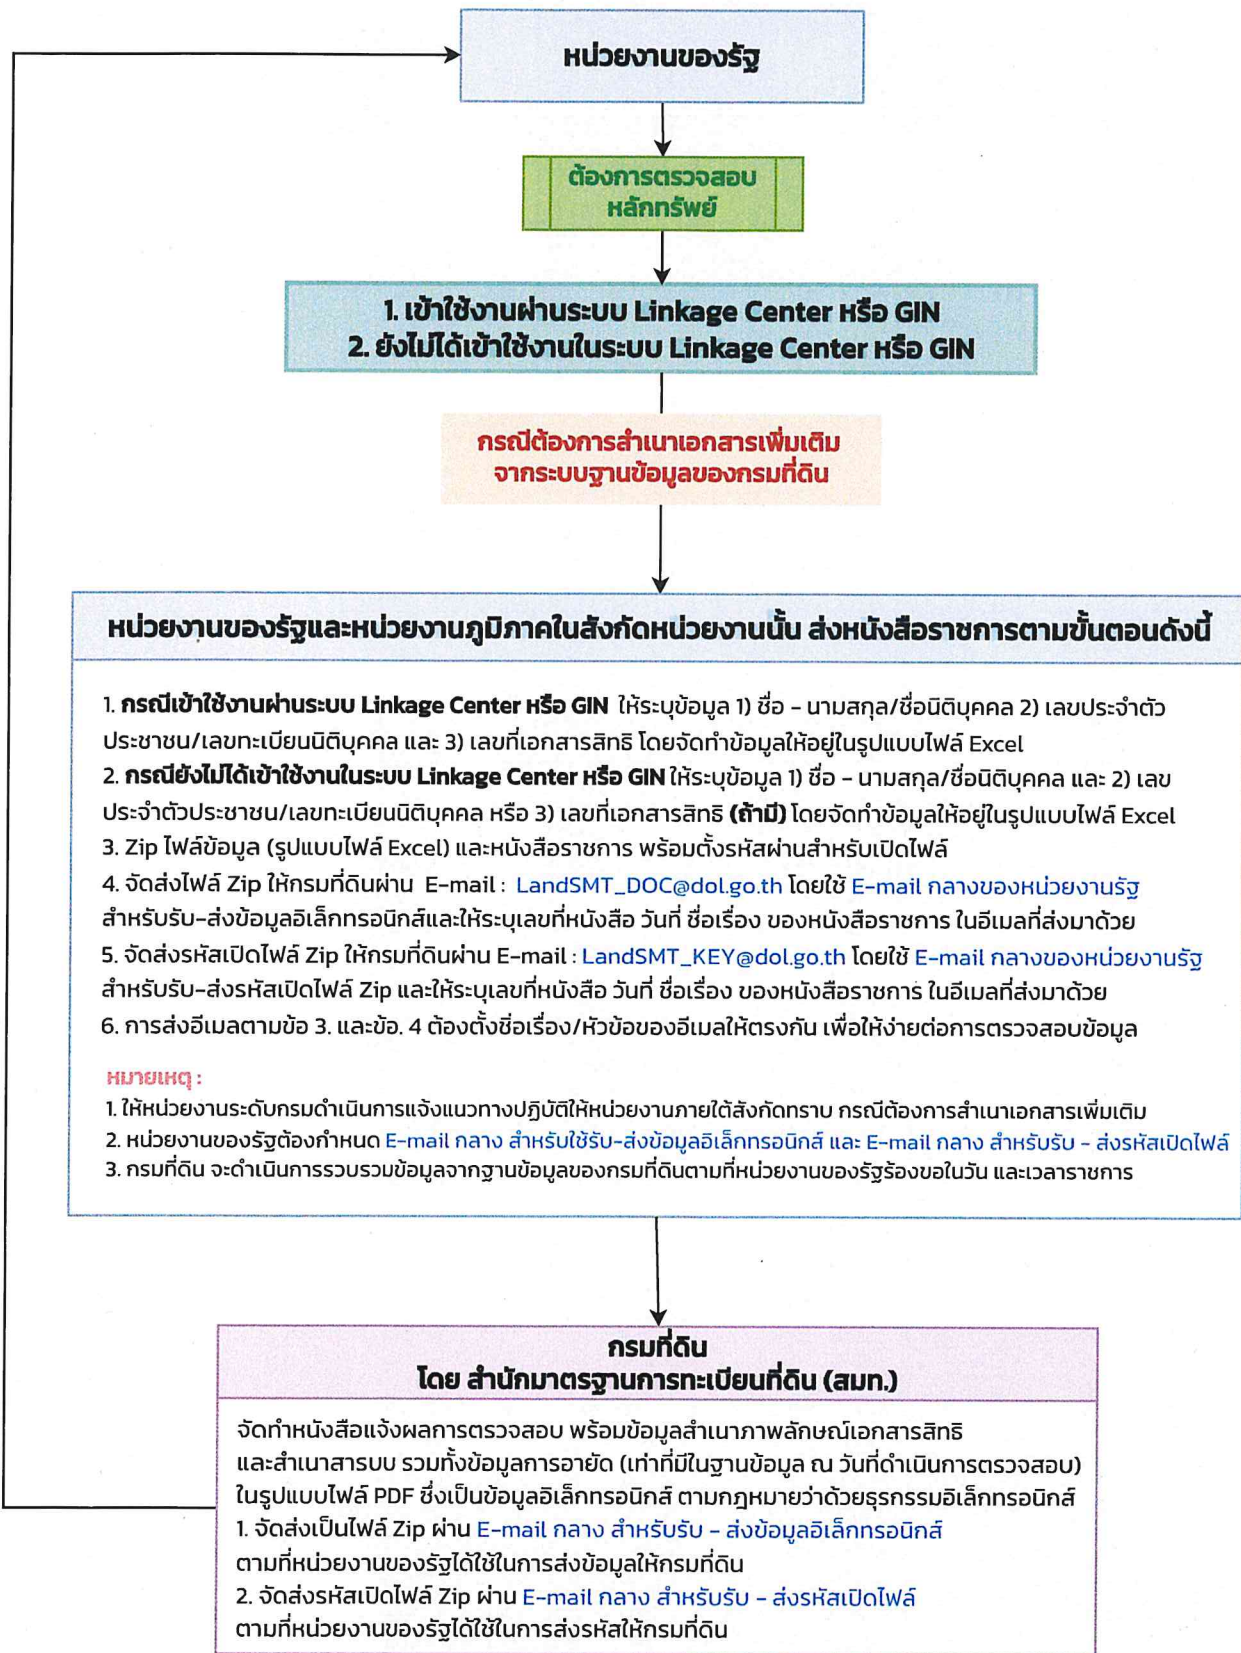 หน่วยงานของรัฐ
ต้องการตรวจสอบ
หลักทรัพย์
1. เข้าใช้งานผ่านระบบ Linkage Center หรือ GIN
2. ยังไม่ได้เข้าใช้งานในระบบ Linkage Center หรือ GIN
กรณีต้องการสำเนาเอกสารเพิ่มเติม
จากระบบฐานข้อมูลของกรมที่ดิน
หน่วยงานของรัฐและหน่วยงานภูมิภาคในสังกัดหน่วยงานนั้น ส่งหนังสือราชการตามขั้นตอนดังนี้
1. กรณีเข้าใช้งานผ่านระบบ Linkage Center หรือ GIN ให้ระบุข้อมูล 1) ชื่อ - นามสกุล/ชื่อนิติบุคคล 2) เลขประจำตัว
ประชาชน/เลขทะเบียนนิติบุคคล และ 3) เลขที่เอกสารสิทธิ โดยจัดทำข้อมูลให้อยู่ในรูปแบบไฟล์ Excel
2. กรณียังไม่ได้เข้าใช้งานในระบบ Linkage Center หรือ GIN ให้ระบุข้อมูล 1) ชื่อ - นามสกุล/ชื่อนิติบุคคล และ 2) เลข
ประจำตัวประชาชน/เลขทะเบียนนิติบุคคล หรือ 3) เลขที่เอกสารสิทธิ (ถ้ามี) โดยจัดทำข้อมูลให้อยู่ในรูปแบบไฟล์ Excel
3. Zip ไฟล์ข้อมูล (รูปแบบไฟล์ Excel) และหนังสือราชการ พร้อมตั้งรหัสผ่านสำหรับเปิดไฟล์
4. จัดส่งไฟล์ Zip ให้กรมที่ดินผ่าน E-mail : LandSMT_DOC@dol.go.th โดยใช้ E-mail กลางของหน่วยงานรัฐ
สำหรับรับ-ส่งข้อมูลอิเล็กทรอนิกส์และให้ระบุเลขที่หนังสือ วันที่ ชื่อเรื่อง ของหนังสือราชการ ในอีเมลที่ส่งมาด้วย
5. จัดส่งรหัสเปิดไฟล์ Zip ให้กรมที่ดินผ่าน E-mail : LandSMT_KEY@dol.go.th โดยใช้ E-mail กลางของหน่วยงานรัฐ
สำหรับรับ-ส่งรหัสเปิดไฟล์ Zip และให้ระบุเลขที่หนังสือ วันที่ ชื่อเรื่อง ของหนังสือราชการ ในอีเมลที่ส่งมาด้วย
6. การส่งอีเมลตามข้อ 3. และข้อ. 4 ต้องตั้งชื่อเรื่อง/หัวข้อของอีเมลให้ตรงกัน เพื่อให้ง่ายต่อการตรวจสอบข้อมูล
หมายเหตุ :
1. ให้หน่วยงานระดับกรมดำเนินการแจ้งแนวทางปฏิบัติให้หน่วยงานภายใต้สังกัดทราบ กรณีต้องการสำเนาเอกสารเพิ่มเติม
2. หน่วยงานของรัฐต้องกำหนด E-mail กลาง สำหรับใช้รับ-ส่งข้อมูลอิเล็กทรอนิกส์ และ E-mail กลาง สำหรับรับ - ส่งรหัสเปิดไฟล์
3. กรมที่ดิน จะดำเนินการรวบรวมข้อมูลจากฐานข้อมูลของกรมที่ดินตามที่หน่วยงานของรัฐร้องขอในวัน และเวลาราชการ
กรมที่ดิน
โดย สำนักมาตรฐานการทะเบียนที่ดิน (สมท.)
จัดทำหนังสือแจ้งผลการตรวจสอบ พร้อมข้อมูลสำเนาภาพลักษณ์เอกสารสิทธิ
และสำเนาสารบบ รวมทั้งข้อมูลการอายัด (เท่าที่มีในฐานข้อมูล ณ วันที่ดำเนินการตรวจสอบ)
ในรูปแบบไฟล์ PDF ซึ่งเป็นข้อมูลอิเล็กทรอนิกส์ ตามกฎหมายว่าด้วยธุรกรรมอิเล็กทรอนิกส์
1. จัดส่งเป็นไฟล์ Zip ผ่าน E-mail กลาง สำหรับรับ - ส่งข้อมูลอิเล็กทรอนิกส์
ตามที่หน่วยงานของรัฐได้ใช้ในการส่งข้อมูลให้กรมที่ดิน
2. จัดส่งรหัสเปิดไฟล์ Zip ผ่าน E-mail กลาง สำหรับรับ - ส่งรหัสเปิดไฟล์
ตามที่หน่วยงานของรัฐได้ใช้ในการส่งรหัสให้กรมที่ดิน